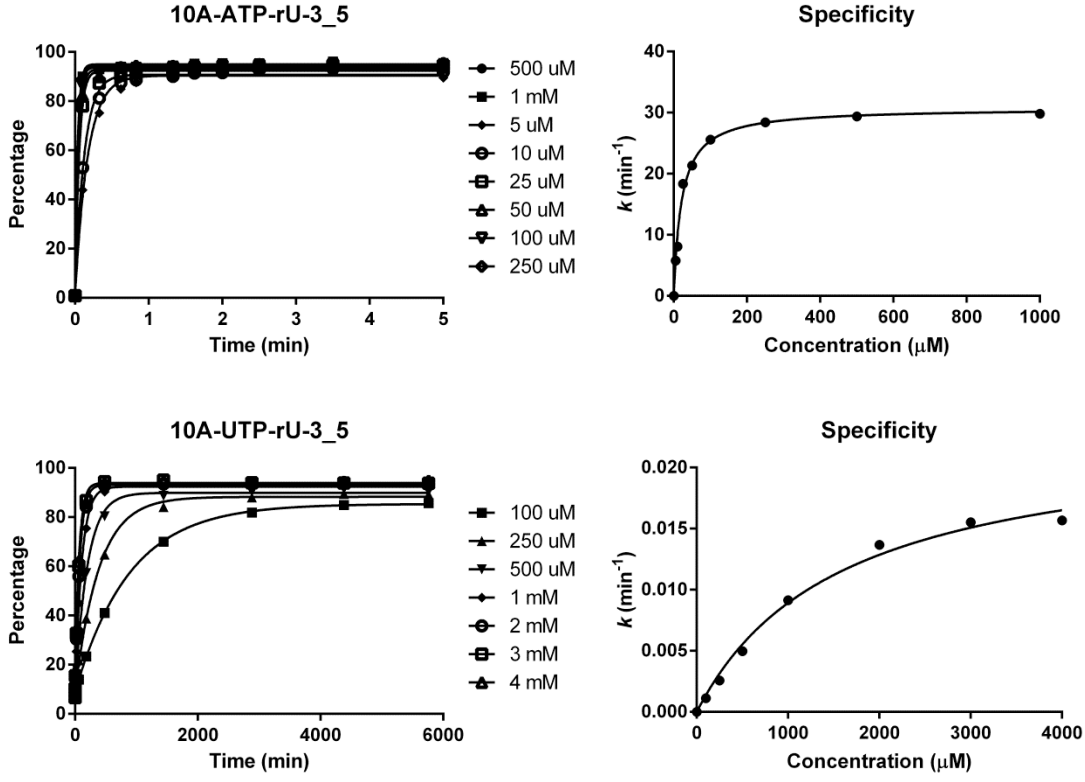 10A-ATP-rU-3_5
100
80
60
40
20
0
Percentage
0 1 2 3 4 5
Time (min)
500 uM
1 mM
5 uM
10 uM
25 uM
50 uM
100 uM
250 uM
Specificity
40
30
20
10
0
k (min⁻¹)
0 200 400 600 800 1000
Concentration (μM)
10A-UTP-rU-3_5
100
80
60
40
20
0
Percentage
0 2000 4000 6000
Time (min)
100 uM
250 uM
500 uM
1 mM
2 mM
3 mM
4 mM
Specificity
0.020
0.015
0.010
0.005
0.000
k (min⁻¹)
0 1000 2000 3000 4000
Concentration (μM)